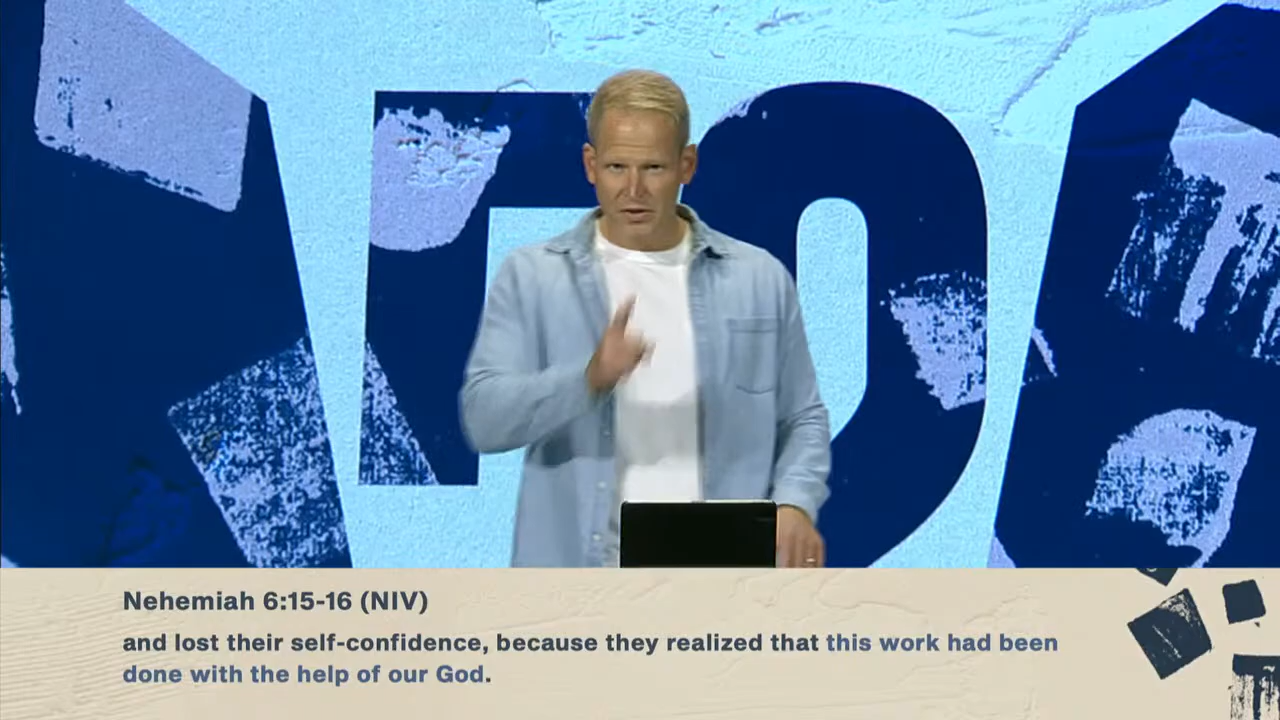 Nehemiah 6:15-16 (NIV)
and lost their self-confidence, because they realized that this work had been
done with the help of our God.